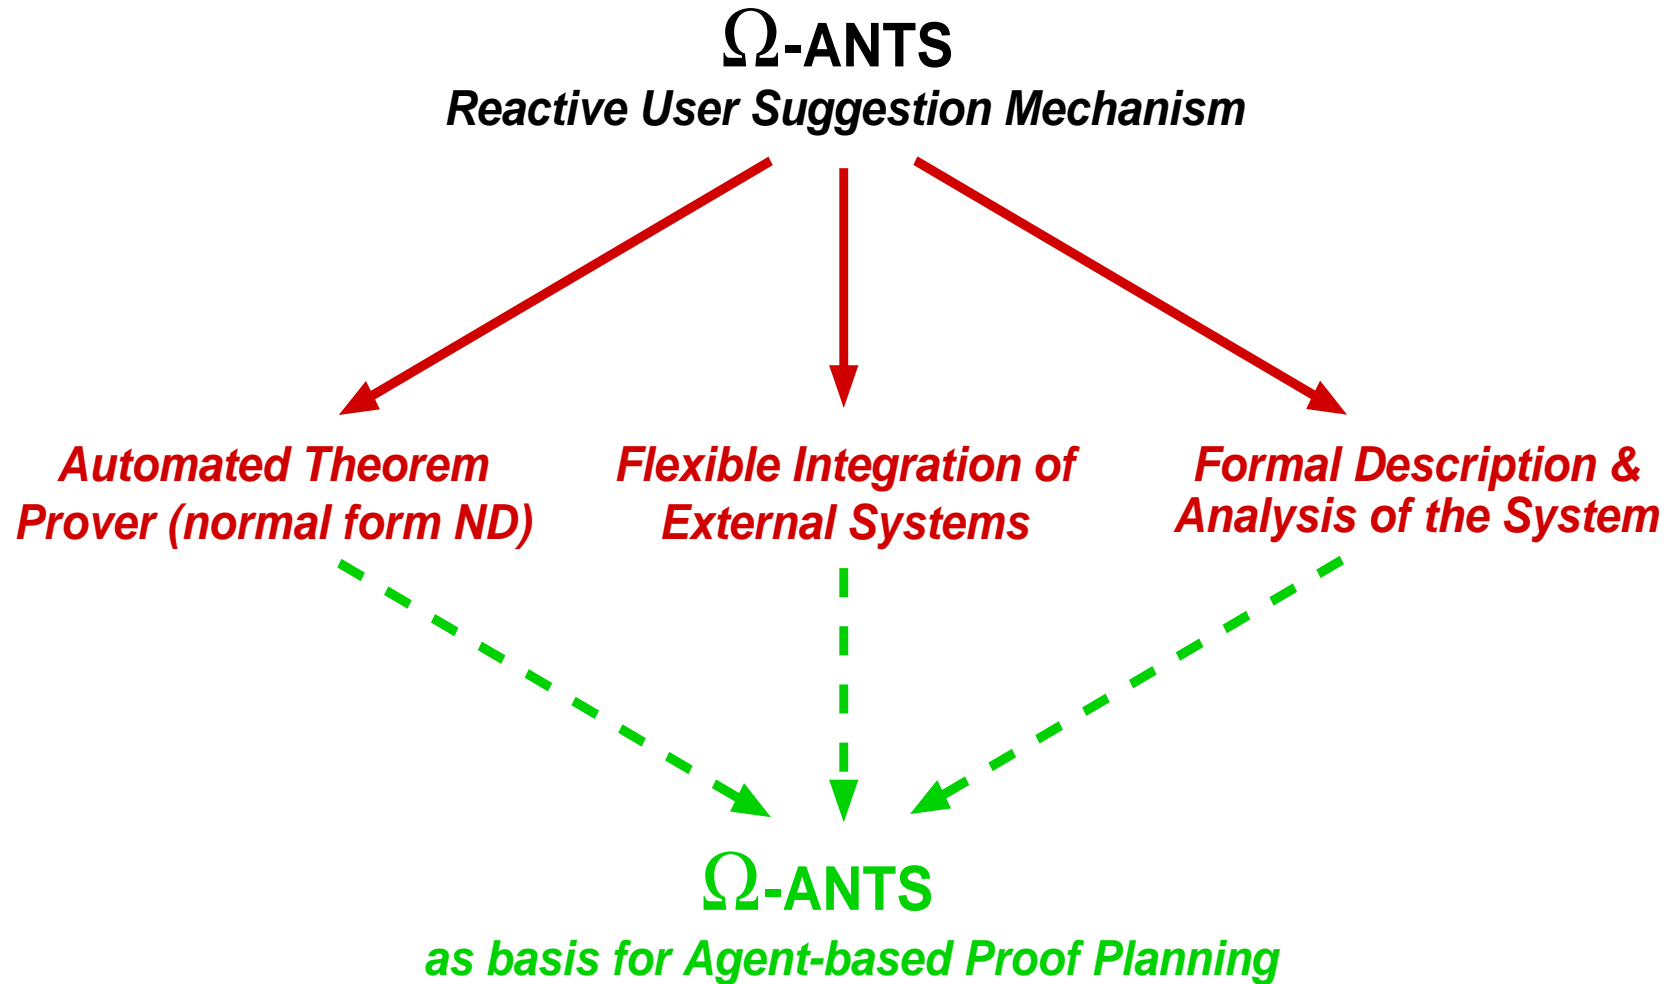 Ω-ANTS
Reactive User Suggestion Mechanism
Automated Theorem
Prover (normal form ND)
Flexible Integration of
External Systems
Formal Description &
Analysis of the System
Ω-ANTS
as basis for Agent-based Proof Planning